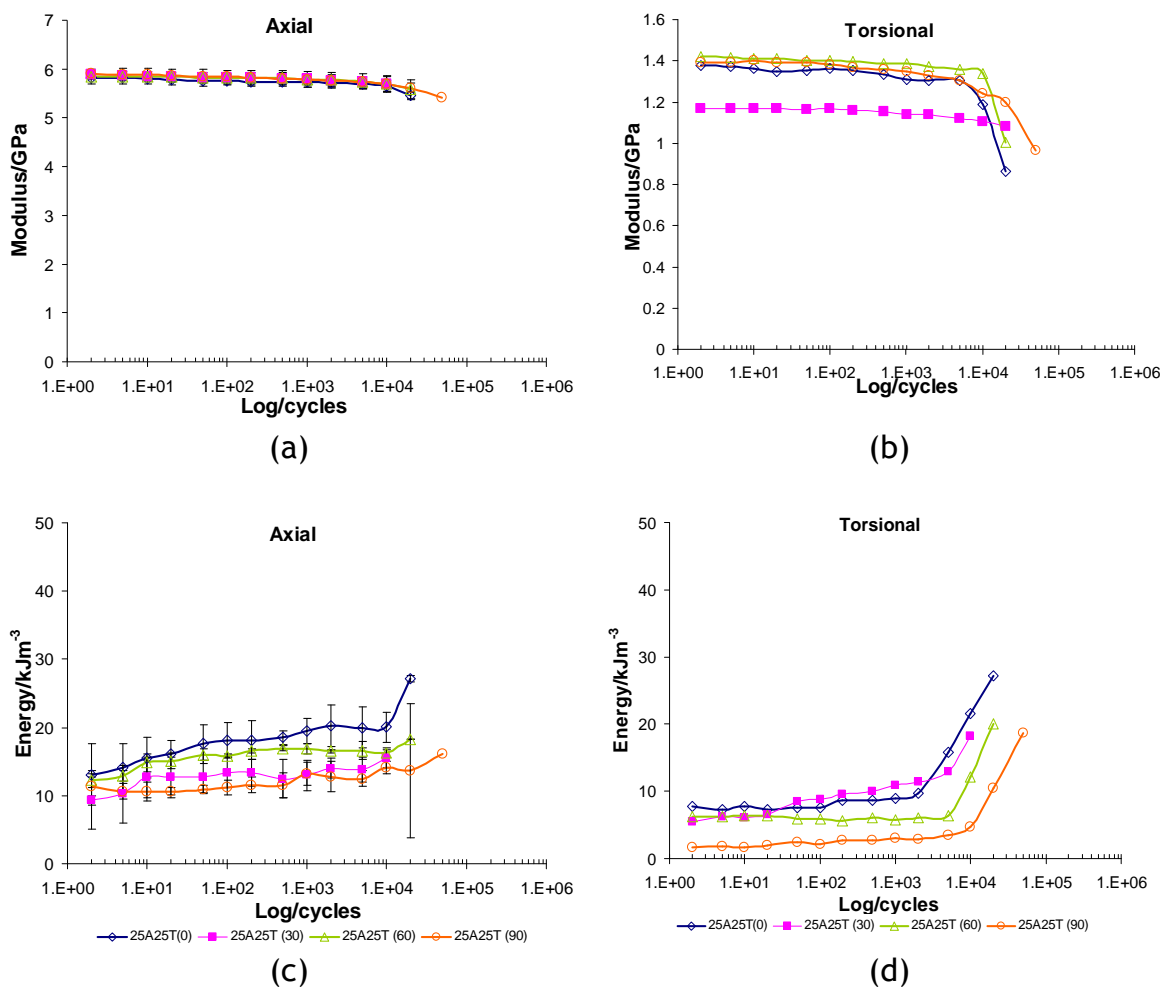 Axial
Modulus/GPa
7
6
5
4
3
2
1
0
1.E+00 1.E+01 1.E+02 1.E+03 1.E+04 1.E+05 1.E+06
Log/cycles
(a)
Torsional
Modulus/GPa
1.6
1.4
1.2
1
0.8
0.6
0.4
0.2
0
1.E+00 1.E+01 1.E+02 1.E+03 1.E+04 1.E+05 1.E+06
Log/cycles
(b)
Axial
Energy/kJm-3
50
40
30
20
10
0
1.E+00 1.E+01 1.E+02 1.E+03 1.E+04 1.E+05 1.E+06
Log/cycles
Torsional
Energy/kJm-3
50
40
30
20
10
0
1.E+00 1.E+01 1.E+02 1.E+03 1.E+04 1.E+05 1.E+06
Log/cycles
25A25T(0) 25A25T (30) 25A25T (60) 25A25T (90)
25A25T(0) 25A25T (30) 25A25T (60) 25A25T (90)
(c)
(d)